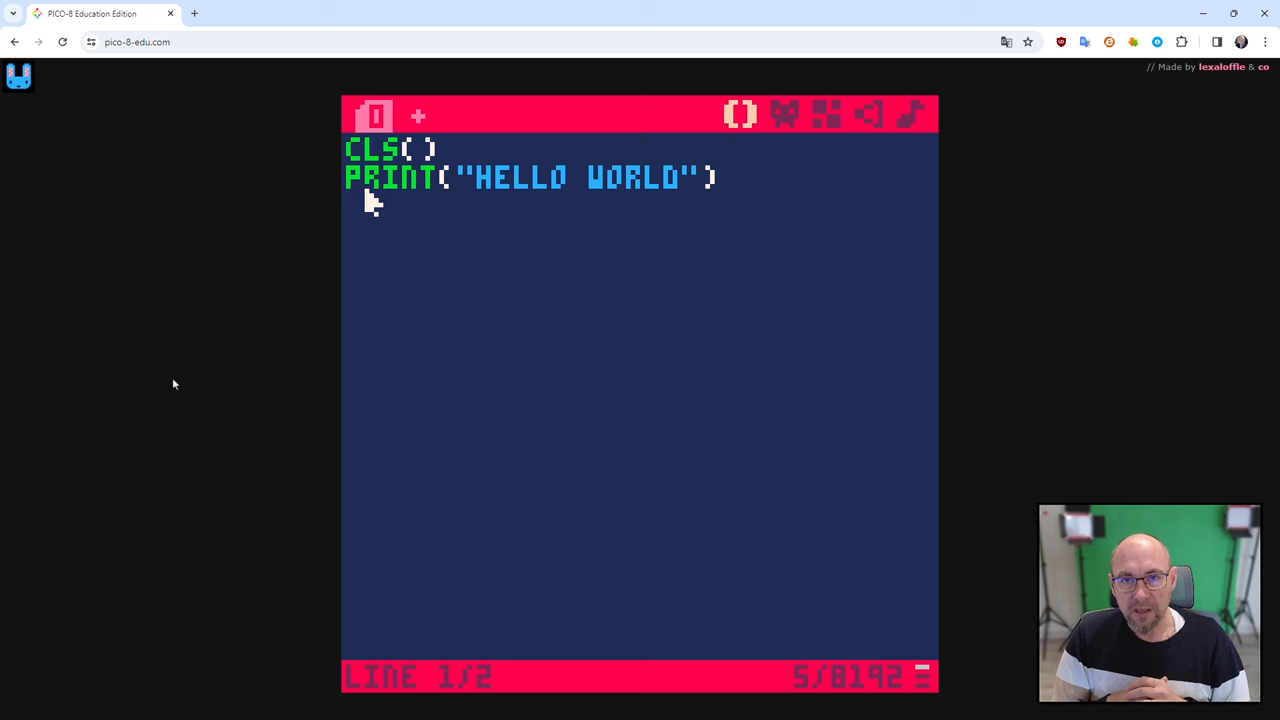 PICO-8 Education Edition
pico-8-edu.com
// Made by lexaloffle & co
0 +
CLS()
PRINT("HELLO WORLD")
LINE 1/2 5/8192